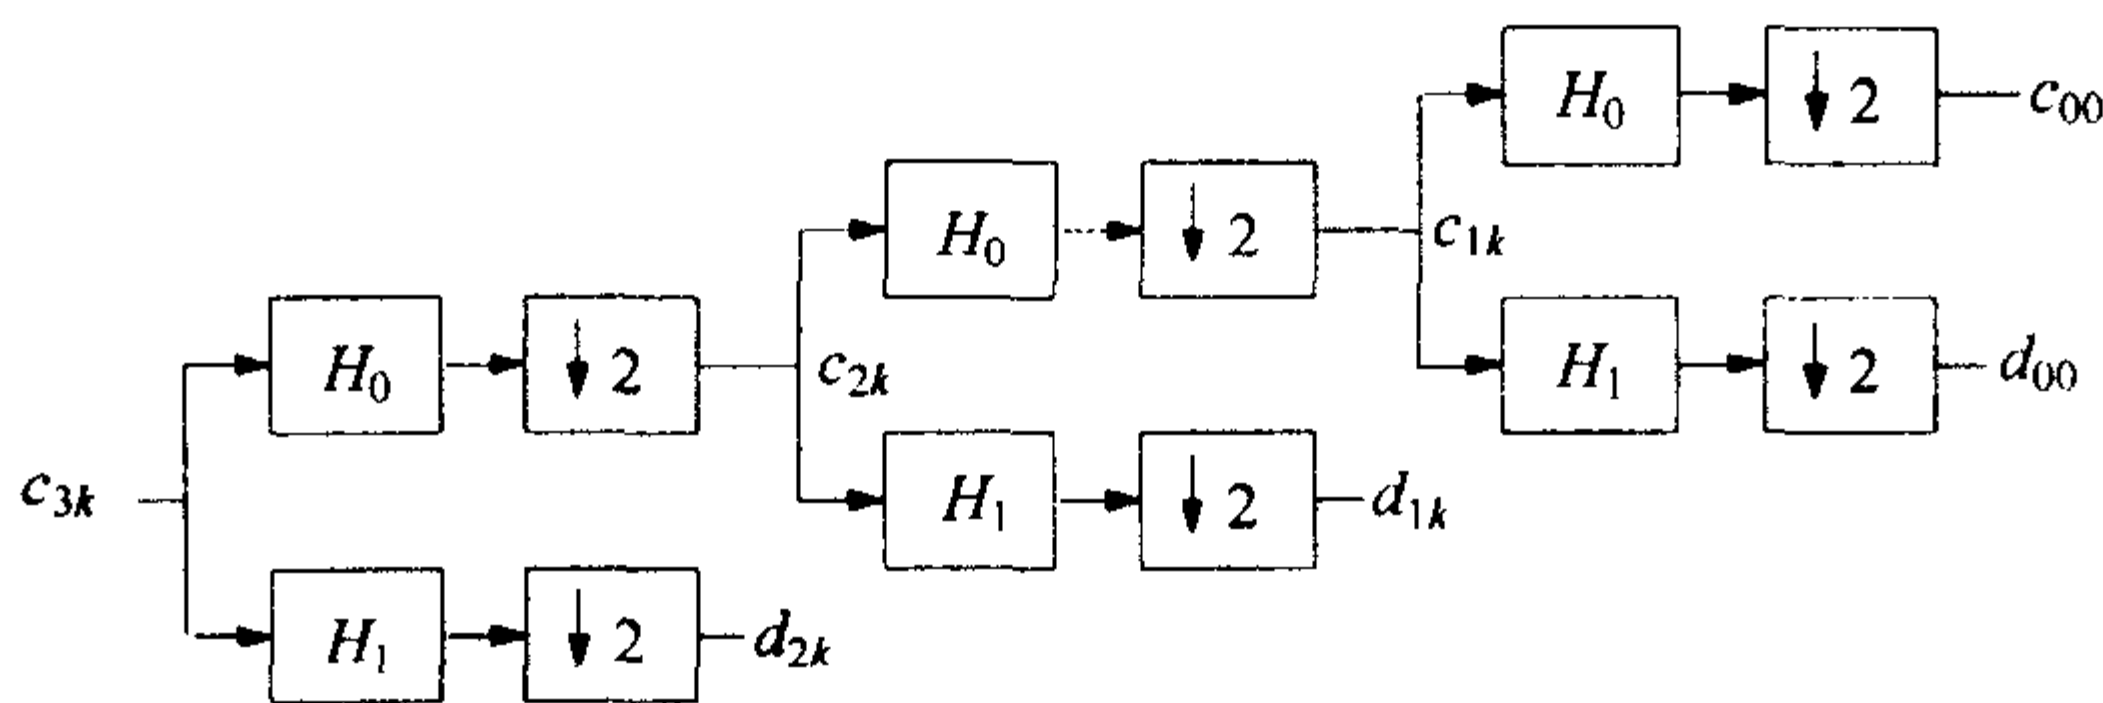 H₀ ↓ 2 c₀₀
H₀ ↓ 2 c₁ₖ
H₀ ↓ 2 c₂ₖ H₁ ↓ 2 d₀₀
c₃ₖ H₁ ↓ 2 d₁ₖ
H₁ ↓ 2 d₂ₖ